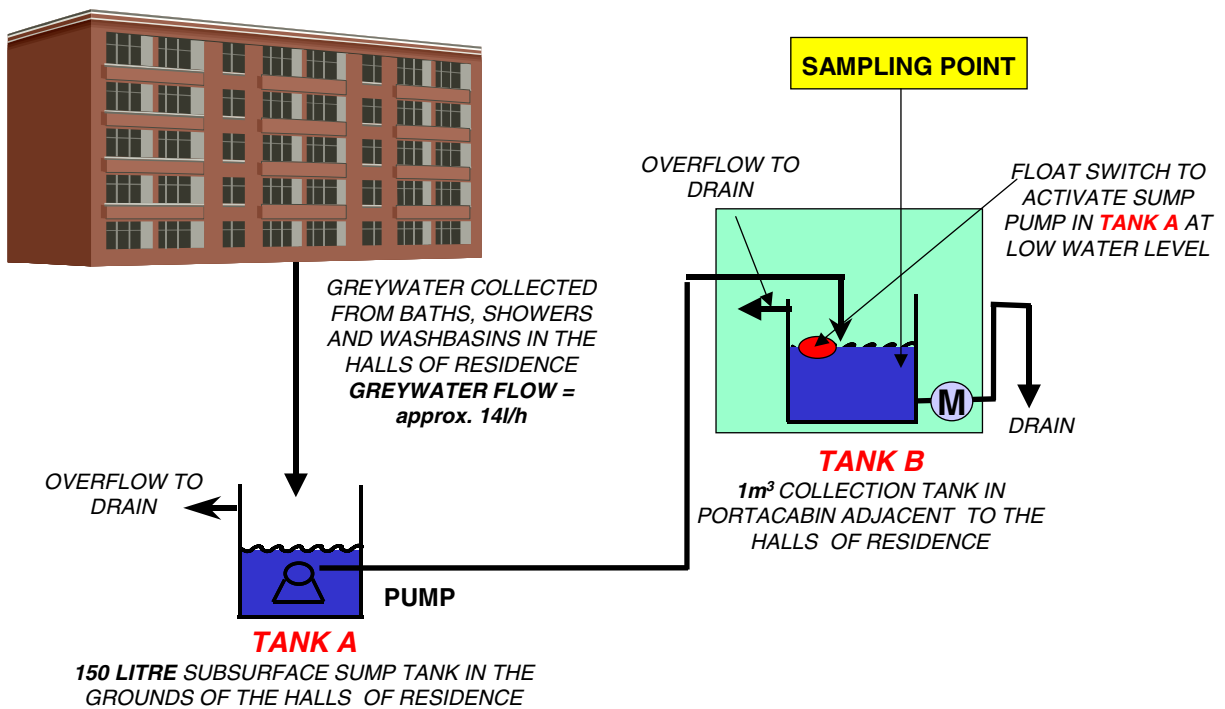 SAMPLING POINT
OVERFLOW TO
DRAIN
FLOAT SWITCH TO
ACTIVATE SUMP
PUMP IN TANK A AT
LOW WATER LEVEL
GREYWATER COLLECTED
FROM BATHS, SHOWERS
AND WASHBASINS IN THE
HALLS OF RESIDENCE
GREYWATER FLOW =
approx. 14l/h
M
DRAIN
TANK B
1m³ COLLECTION TANK IN
PORTACABIN ADJACENT TO THE
HALLS OF RESIDENCE
OVERFLOW TO
DRAIN
PUMP
TANK A
150 LITRE SUBSURFACE SUMP TANK IN THE
GROUNDS OF THE HALLS OF RESIDENCE